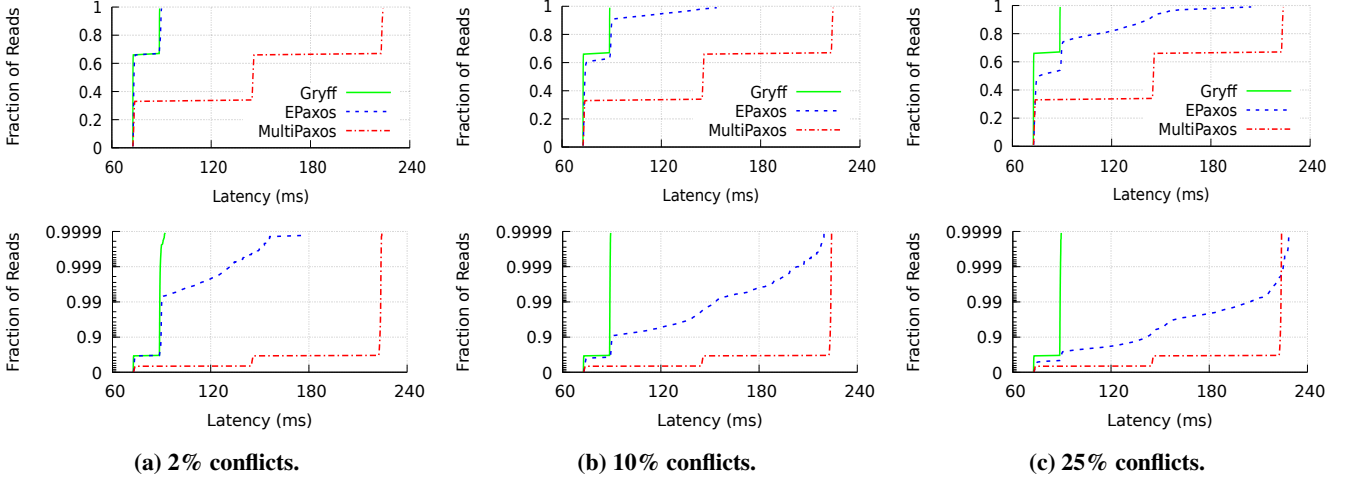 Fraction of Reads
1
0.8
0.6
0.4
0.2
0
Gryff
EPaxos
MultiPaxos
60
120
180
240
Latency (ms)
Fraction of Reads
1
0.8
0.6
0.4
0.2
0
Gryff
EPaxos
MultiPaxos
60
120
180
240
Latency (ms)
Fraction of Reads
1
0.8
0.6
0.4
0.2
0
Gryff
EPaxos
MultiPaxos
60
120
180
240
Latency (ms)
Fraction of Reads
0.9999
0.999
0.99
0.9
0
60
120
180
240
Latency (ms)
Fraction of Reads
0.9999
0.999
0.99
0.9
0
60
120
180
240
Latency (ms)
Fraction of Reads
0.9999
0.999
0.99
0.9
0
60
120
180
240
Latency (ms)
(a) 2% conflicts.
(b) 10% conflicts.
(c) 25% conflicts.